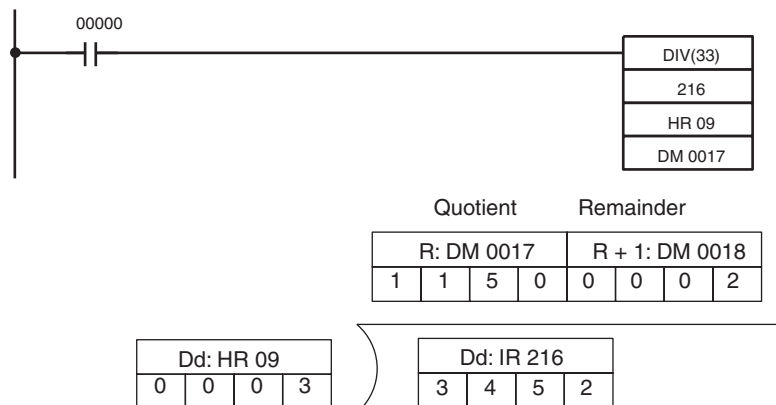 00000
DIV(33)
216
HR 09
DM 0017
Quotient Remainder
R: DM 0017 R + 1: DM 0018
1 1 5 0 0 0 0 2
Dd: HR 09 Dd: IR 216
0 0 0 3 3 4 5 2